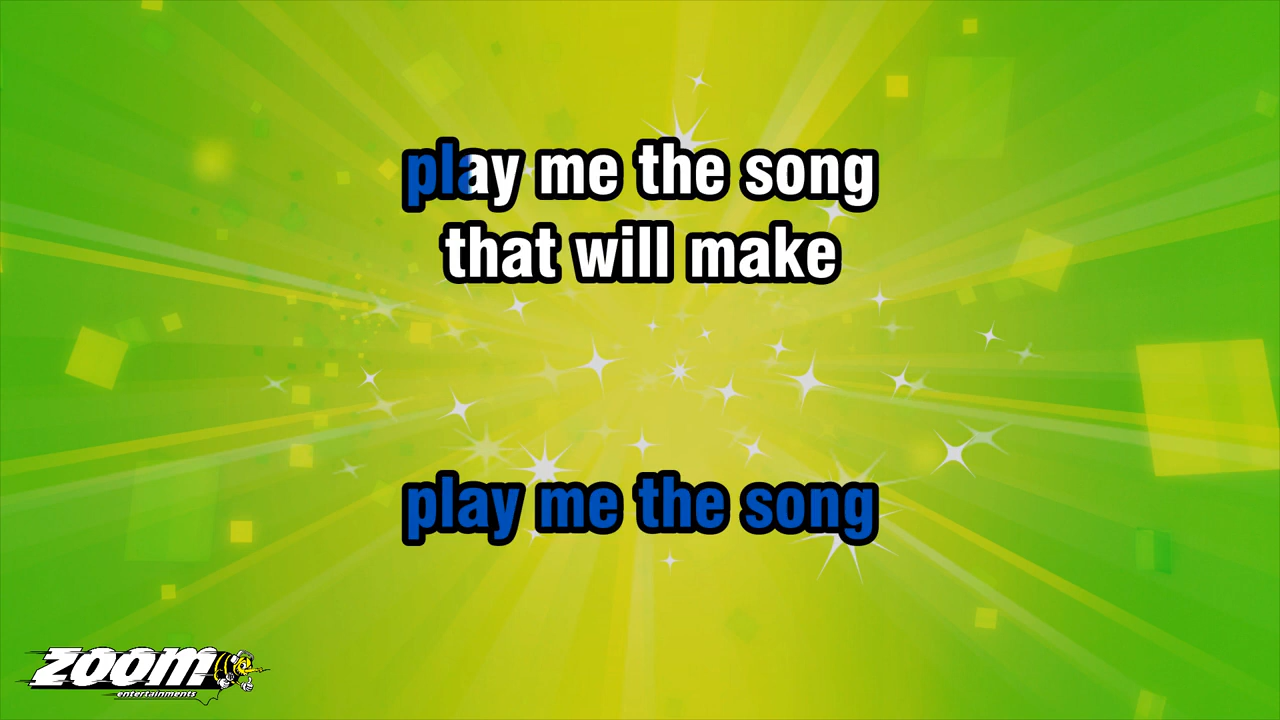 play me the song
that will make
play me the song
zoom
entertainments